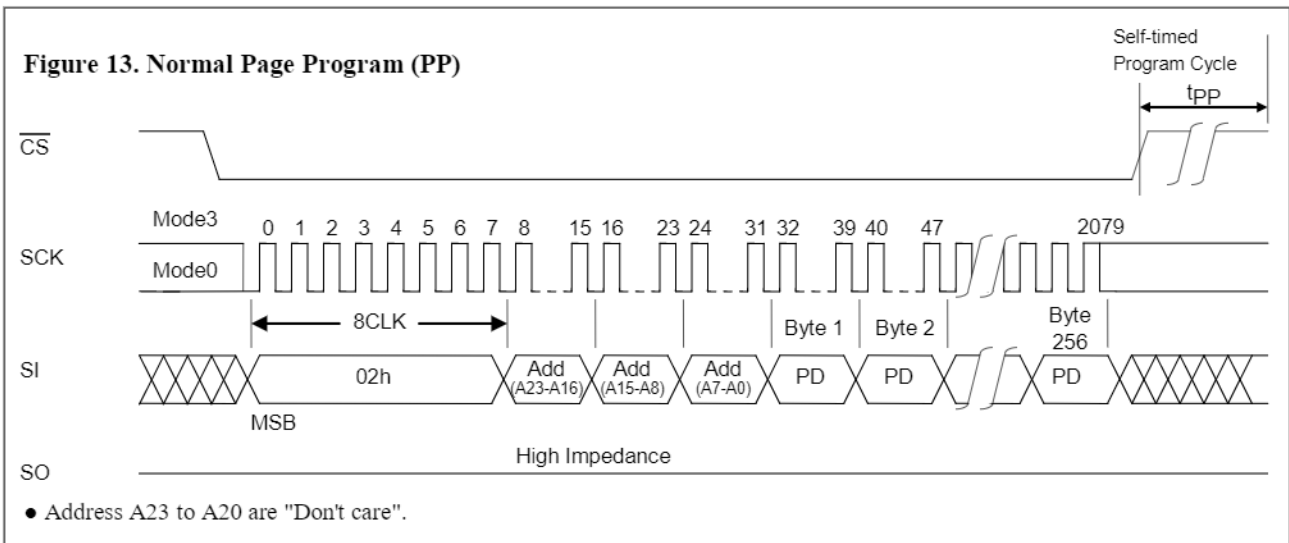 Figure 13. Normal Page Program (PP)
Self-timed
Program Cycle
tPP
CS
SCK
Mode3
Mode0
0 1 2 3 4 5 6 7 8 15 16 23 24 31 32 39 40 47 2079
8CLK
Byte 1
Byte 2
Byte
256
SI
02h
Add
(A23-A16)
Add
(A15-A8)
Add
(A7-A0)
PD
PD
PD
MSB
High Impedance
SO
● Address A23 to A20 are "Don't care".